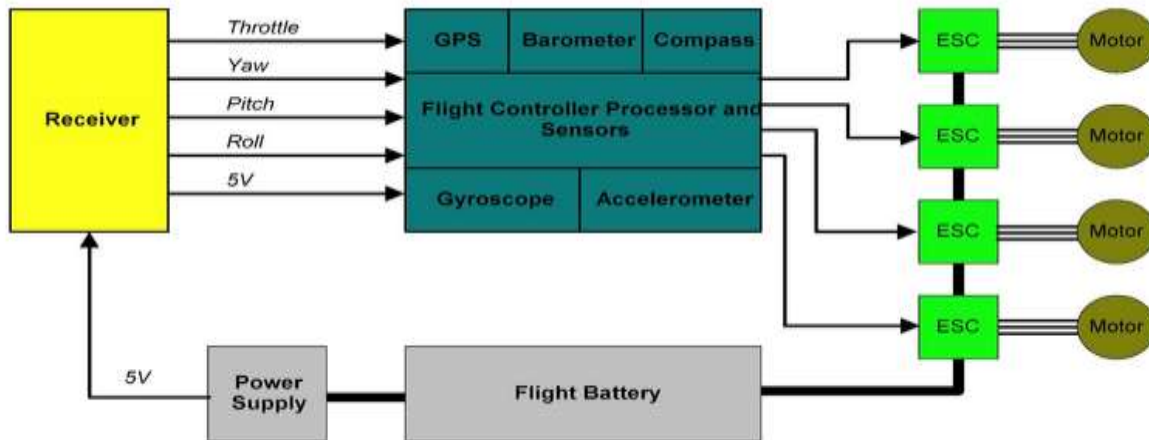 Throttle
Yaw
Pitch
Roll
5V
Receiver
GPS
Barometer
Compass
Flight Controller Processor and
Sensors
Gyroscope
Accelerometer
ESC
Motor
ESC
Motor
ESC
Motor
ESC
Motor
5V
Power
Supply
Flight Battery